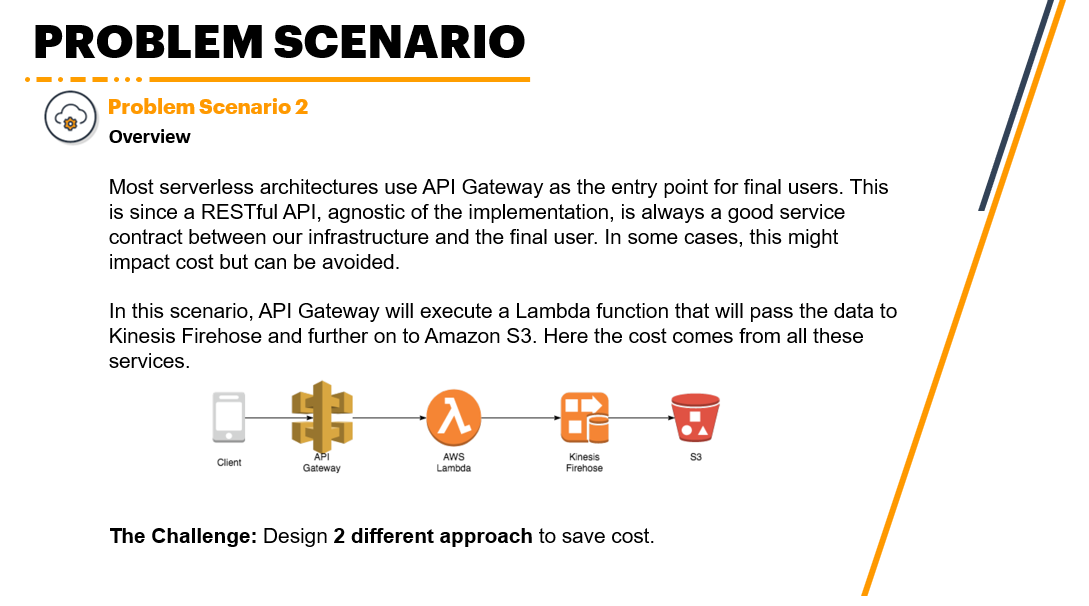 PROBLEM SCENARIO
Problem Scenario 2
Overview
Most serverless architectures use API Gateway as the entry point for final users. This
is since a RESTful API, agnostic of the implementation, is always a good service
contract between our infrastructure and the final user. In some cases, this might
impact cost but can be avoided.
In this scenario, API Gateway will execute a Lambda function that will pass the data to
Kinesis Firehose and further on to Amazon S3. Here the cost comes from all these
services.
Client
API
Gateway
AWS
Lambda
Kinesis
Firehose
S3
The Challenge: Design 2 different approach to save cost.